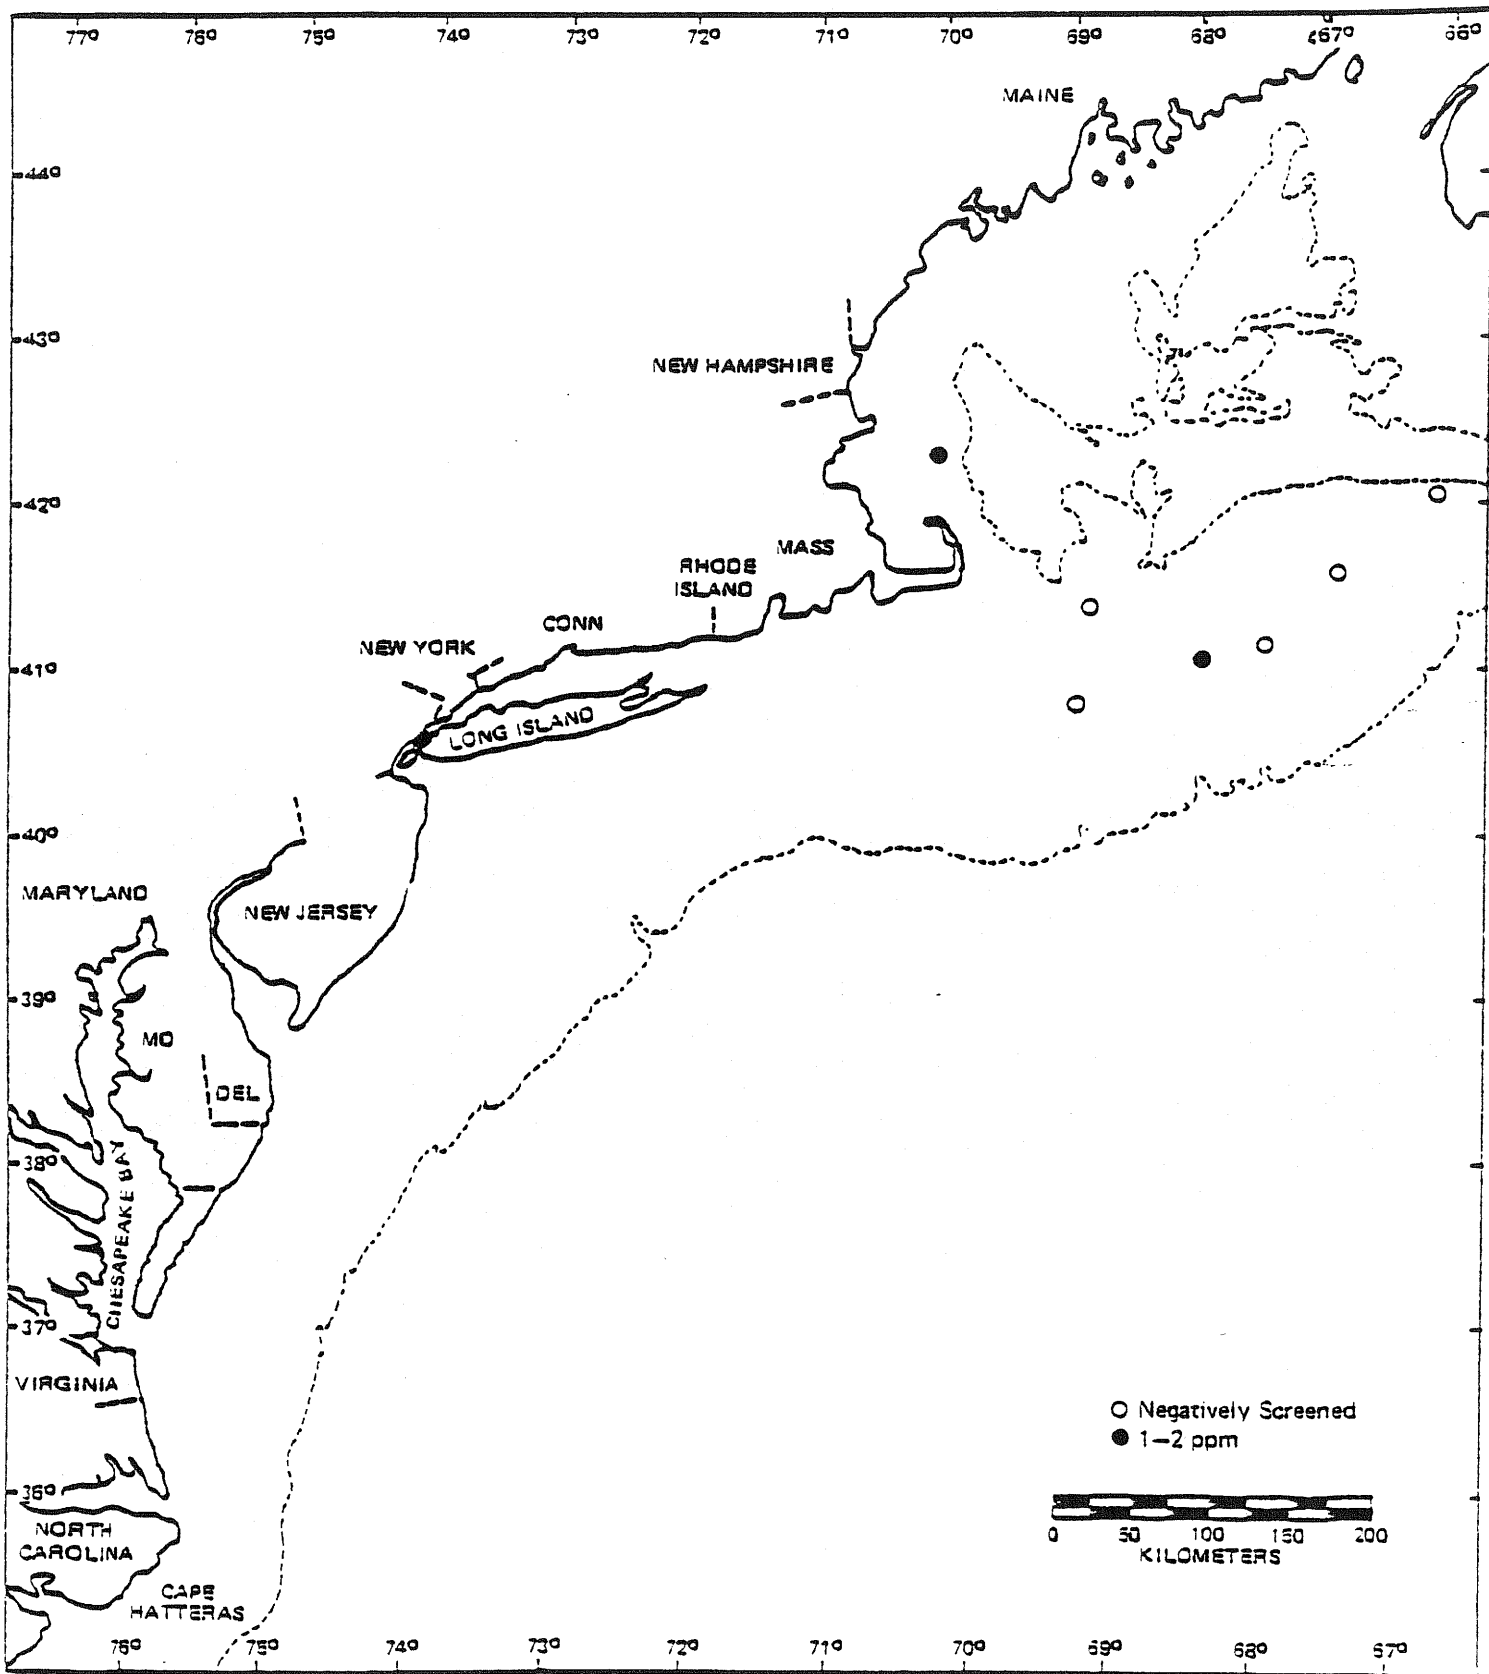 77° 76° 75° 74° 73° 72° 71° 70° 69° 68° 67° 66°
MAINE
44°
43°
NEW HAMPSHIRE
42°
MASS
RHODE
ISLAND
CONN
NEW YORK
41°
LONG ISLAND
40°
MARYLAND
NEW JERSEY
39°
MD
DEL
38°
CHESAPEAKE BAY
37°
VIRGINIA
O Negatively Screened
● 1–2 ppm
36°
0 50 100 150 200
KILOMETERS
NORTH
CAROLINA
CAPE
HATTERAS
76° 75° 74° 73° 72° 71° 70° 69° 68° 67°